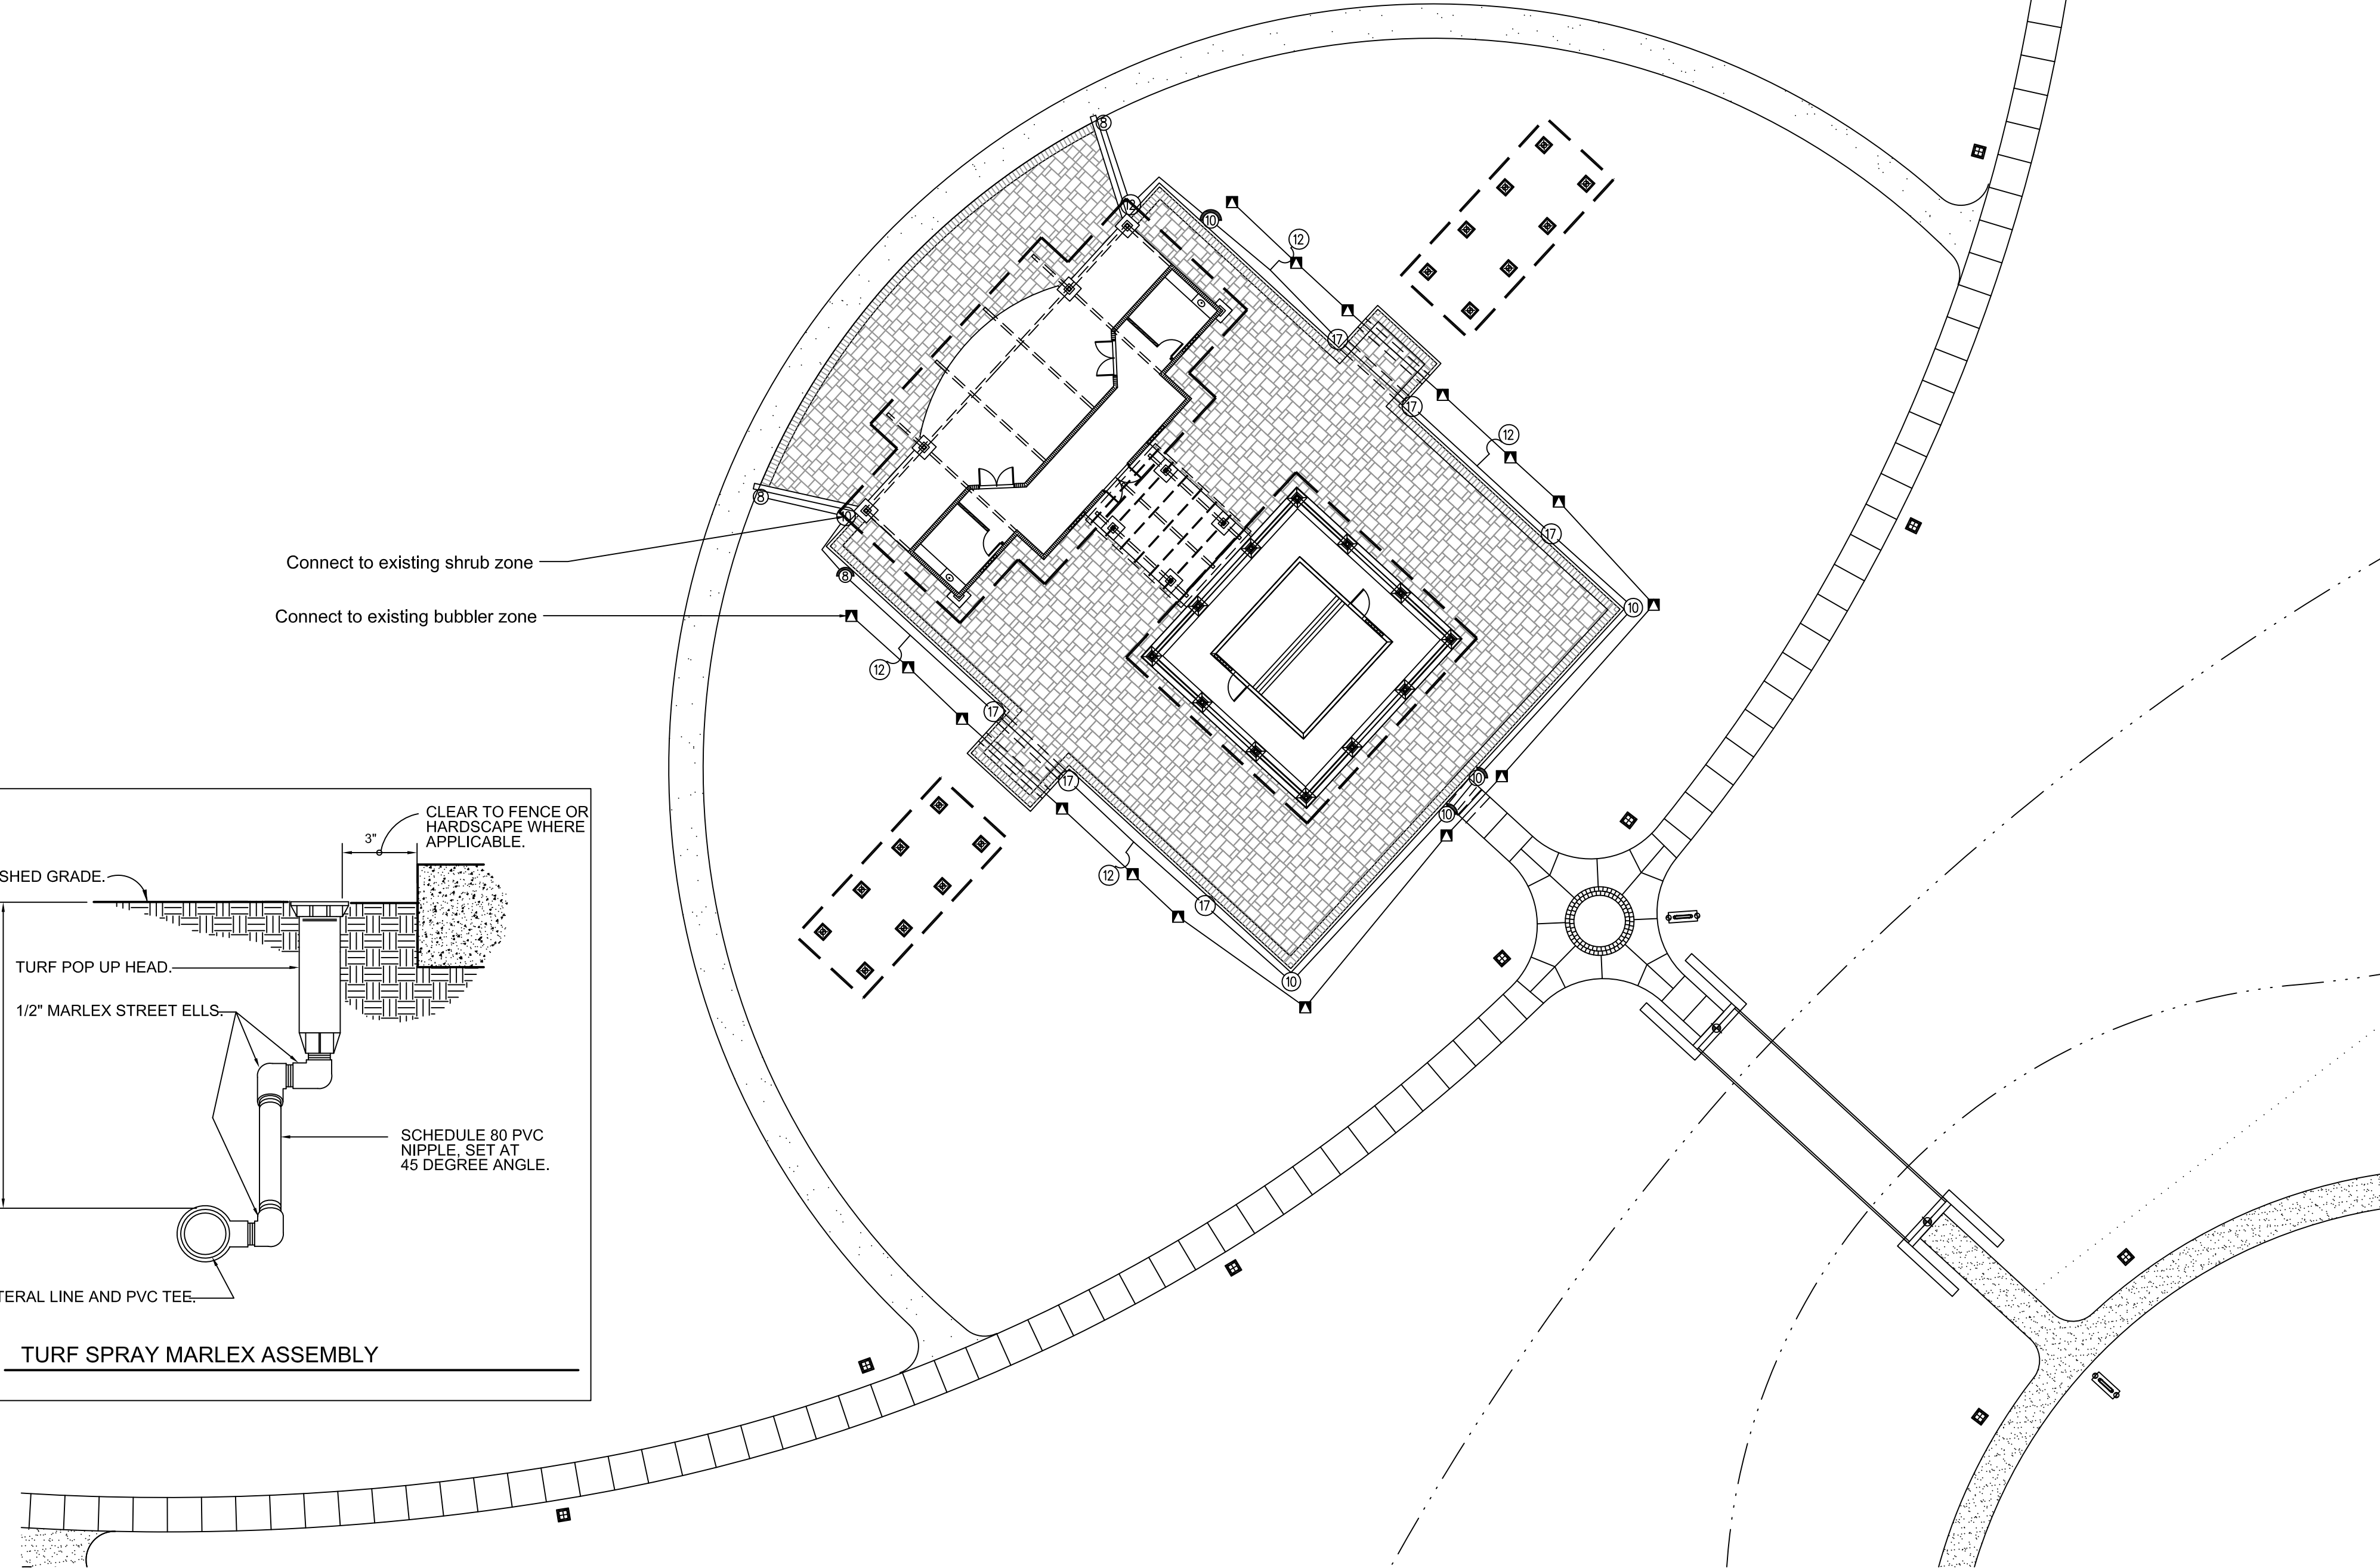 8
12
10
12
17
17
12
17
10
8
10
8
Connect to existing shrub zone
Connect to existing bubbler zone
12
17
17
12
17
10
10
10
3"
CLEAR TO FENCE OR
HARDSCAPE WHERE
APPLICABLE.
SHED GRADE.
TURF POP UP HEAD.
1/2" MARLEX STREET ELLS.
SCHEDULE 80 PVC
NIPPLE, SET AT
45 DEGREE ANGLE.
TERAL LINE AND PVC TEE.
TURF SPRAY MARLEX ASSEMBLY